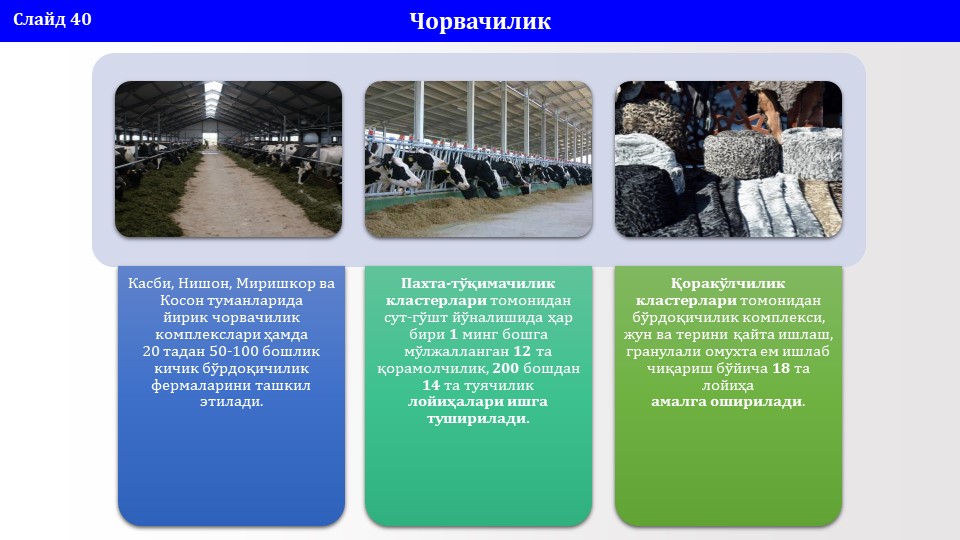 Слайд 40
Чорвачилик
Касби, Нишон, Миришкор ва
Косон туманларида
йирик чорвачилик
комплекслари ҳамда
20 тадан 50-100 бошлик
кичик бўрдоқичилик
фермаларини ташкил
этилади.
Пахта-тўқимачилик
кластерлари томонидан
сут-гўшт йўналишида ҳар
бири 1 минг бошга
мўлжалланган 12 та
қорамолчилик, 200 бошдан
14 та туячилик
лойиҳалари ишга
туширилади.
Қоракўлчилик
кластерлари томонидан
бўрдоқичилик комплекси,
жун ва терини қайта ишлаш,
гранулали омухта ем ишлаб
чиқариш бўйича 18 та
лойиҳа
амалга оширилади.